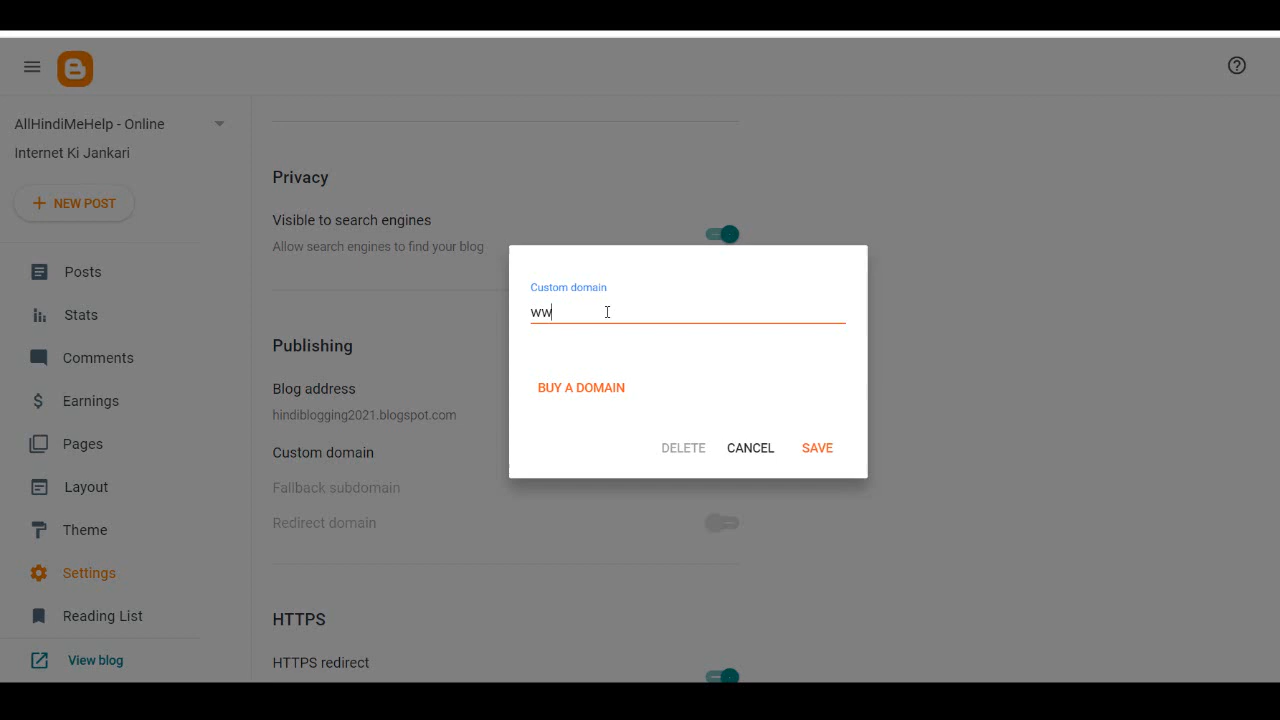 AllHindiMeHelp - Online
Internet Ki Jankari
NEW POST
Posts
Stats
Comments
Earnings
Pages
Layout
Theme
Settings
Reading List
View blog
Privacy
Visible to search engines
Allow search engines to find your blog
Publishing
Blog address
hindiblogging2021.blogspot.com
Custom domain
Fallback subdomain
Redirect domain
HTTPS
HTTPS redirect
Custom domain
ww
BUY A DOMAIN
DELETE CANCEL SAVE